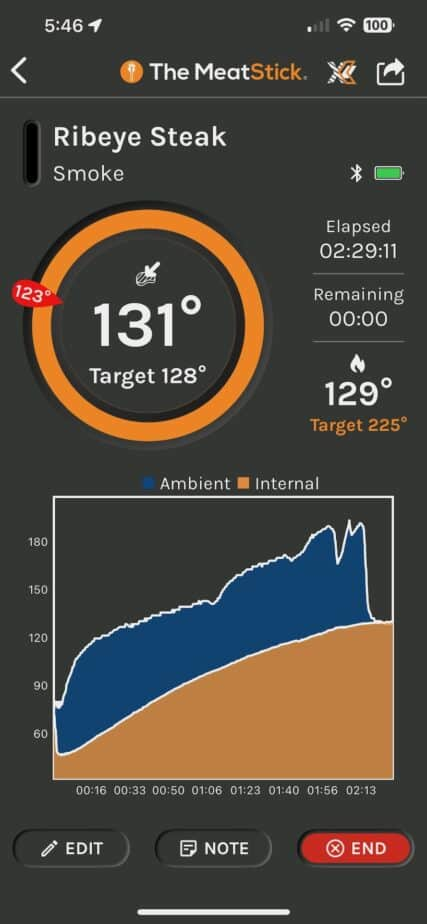 5:46 100
The MeatStick.
Ribeye Steak
Smoke
Elapsed
02:29:11
Remaining
00:00
123°
131°
Target 128°
129°
Target 225°
Ambient Internal
180
150
120
90
60
00:16 00:33 00:50 01:06 01:23 01:40 01:56 02:13
EDIT NOTE END